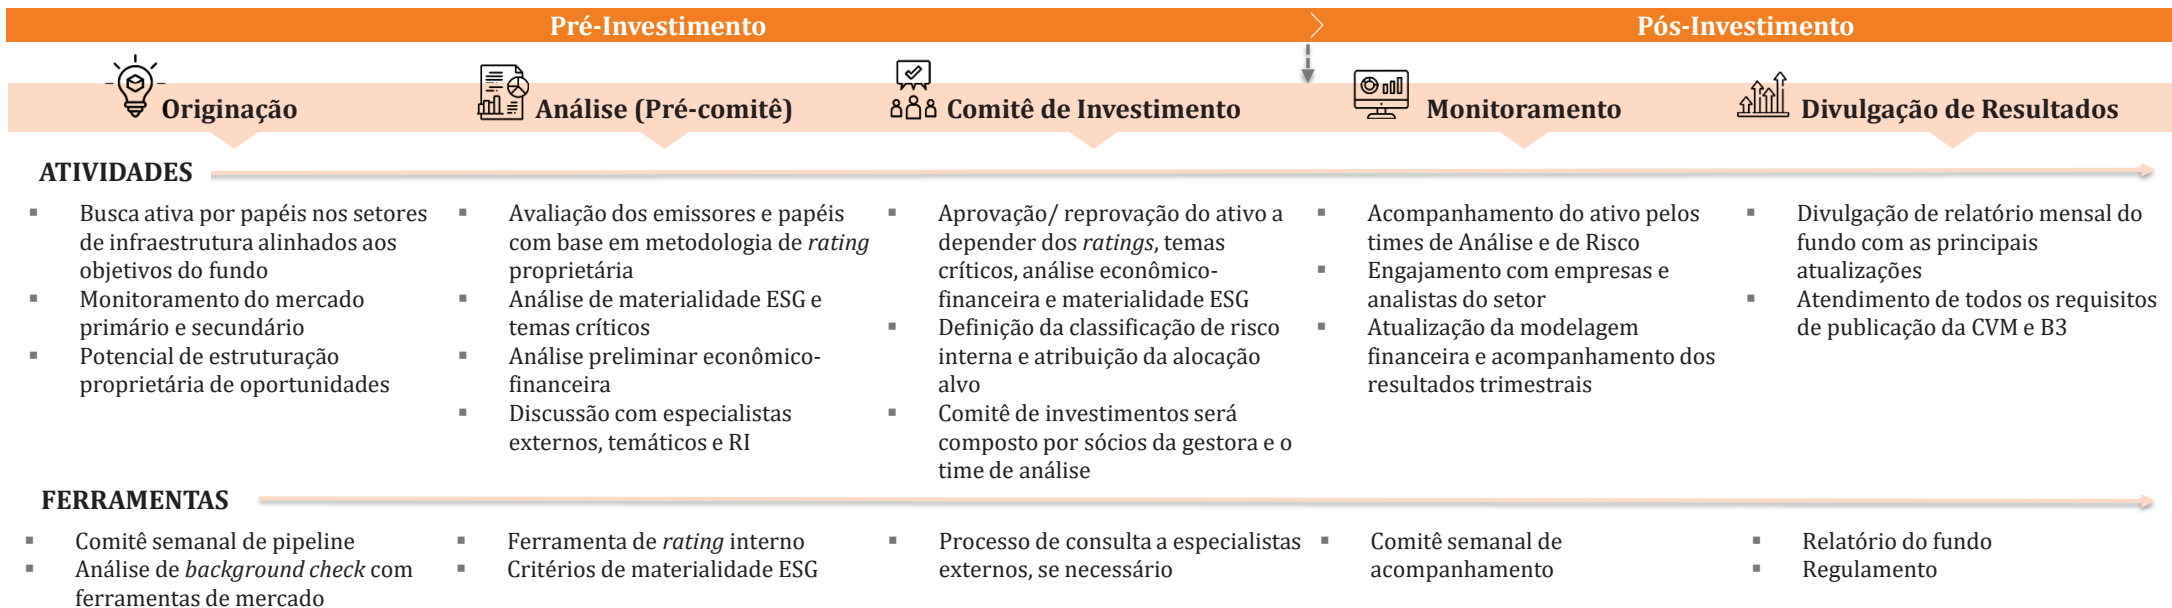 Pré-Investimento
Pós-Investimento
Originação
Análise (Pré-comitê)
Comitê de Investimento
Monitoramento
Divulgação de Resultados
ATIVIDADES
▪ Busca ativa por papéis nos setores
de infraestrutura alinhados aos
objetivos do fundo
▪ Monitoramento do mercado
primário e secundário
▪ Potencial de estruturação
proprietária de oportunidades
▪ Avaliação dos emissores e papéis
com base em metodologia de rating
proprietária
▪ Análise de materialidade ESG e
temas críticos
▪ Análise preliminar econômico-
financeira
▪ Discussão com especialistas
externos, temáticos e RI
▪ Aprovação/ reprovação do ativo a
depender dos ratings, temas
críticos, análise econômico-
financeira e materialidade ESG
▪ Definição da classificação de risco
interna e atribuição da alocação
alvo
▪ Comitê de investimentos será
composto por sócios da gestora e o
time de análise
▪ Acompanhamento do ativo pelos
times de Análise e de Risco
▪ Engajamento com empresas e
analistas do setor
▪ Atualização da modelagem
financeira e acompanhamento dos
resultados trimestrais
▪ Divulgação de relatório mensal do
fundo com as principais
atualizações
▪ Atendimento de todos os requisitos
de publicação da CVM e B3
FERRAMENTAS
▪ Comitê semanal de pipeline
▪ Análise de background check com
ferramentas de mercado
▪ Ferramenta de rating interno
▪ Critérios de materialidade ESG
▪ Processo de consulta a especialistas
externos, se necessário
▪ Comitê semanal de
acompanhamento
▪ Relatório do fundo
▪ Regulamento